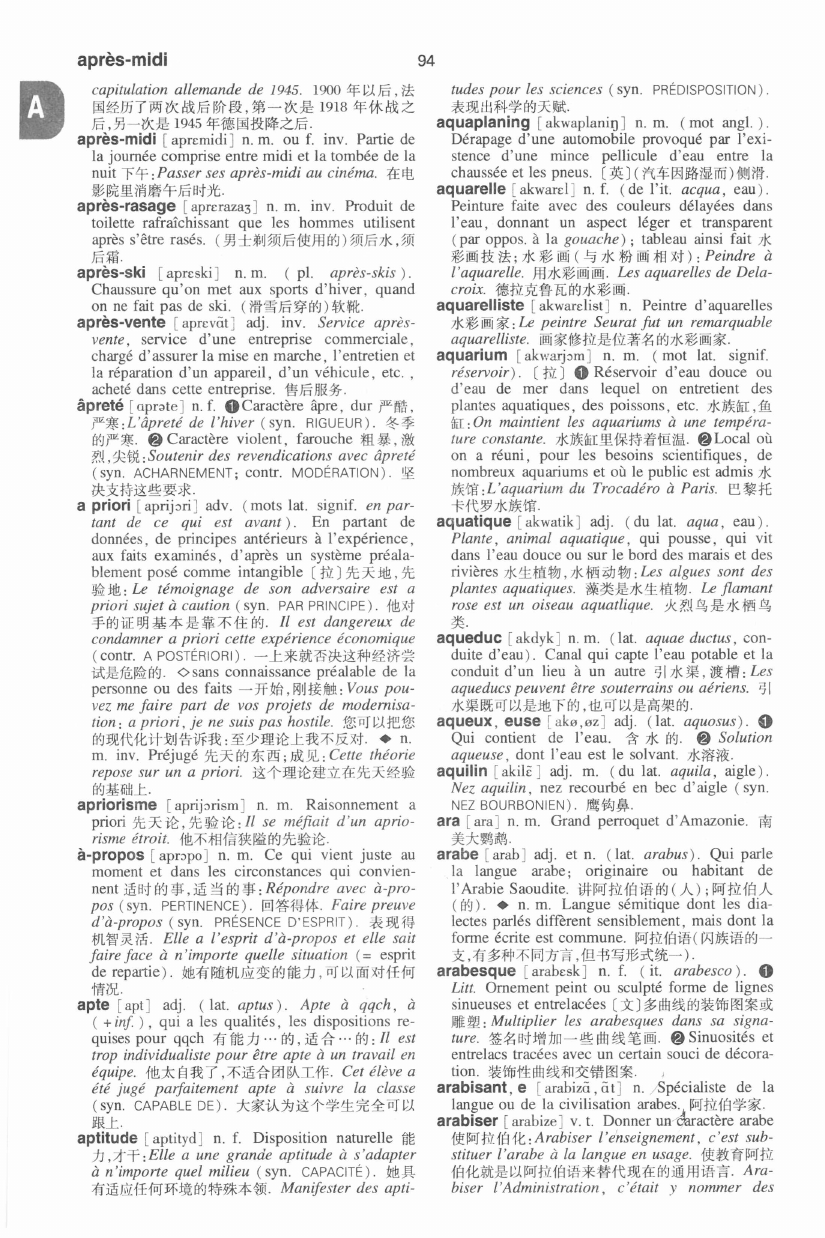 après-midi
94
A
capitulation allemande de 1945. 1900 年以后,法
国经历了两次战后阶段,第一次是 1918 年休战之
后,另一次是 1945 年德国投降之后.
après-midi [aprεmidi] n. m. ou f. inv. Partie de
la journée comprise entre midi et la tombée de la
nuit 下午:Passer ses après-midi au cinéma. 在电
影院里消磨午后时光.
après-rasage [aprεrazaʒ] n. m. inv. Produit de
toilette rafraîchissant que les hommes utilisent
après s'être rasés. (男士剃须后使用的)须后水,须
后霜.
après-ski [aprεski] n. m. ( pl. après-skis ).
Chaussure qu'on met aux sports d'hiver, quand
on ne fait pas de ski. (滑雪后穿的)软靴.
après-vente [aprεvɑ̃t] adj. inv. Service après-
vente, service d'une entreprise commerciale,
chargé d'assurer la mise en marche, l'entretien et
la réparation d'un appareil, d'un véhicule, etc. ,
acheté dans cette entreprise. 售后服务.
âpreté [ɑprəte] n. f. ❶Caractère âpre, dur 严酷,
严寒:L'âpreté de l'hiver (syn. RIGUEUR). 冬季
的严寒. ❷Caractère violent, farouche 粗暴,激
烈,尖锐:Soutenir des revendications avec âpreté
(syn. ACHARNEMENT; contr. MODÉRATION). 坚
决支持这些要求.
a priori [aprijɔri] adv. (mots lat. signif. en par-
tant de ce qui est avant). En partant de
données, de principes antérieurs à l'expérience,
aux faits examinés, d'après un système préala-
blement posé comme intangible 〔拉〕先天地,先
验地: Le témoignage de son adversaire est a
priori sujet à caution (syn. PAR PRINCIPE). 他对
手的证明基本是靠不住的. Il est dangereux de
condamner a priori cette expérience économique
(contr. A POSTÉRIORI). 一上来就否决这种经济尝
试是危险的. ◇sans connaissance préalable de la
personne ou des faits 一开始,刚接触:Vous pou-
vez me faire part de vos projets de modernisa-
tion: a priori, je ne suis pas hostile. 您可以把您
的现代化计划告诉我:至少理论上我不反对. ◆ n.
m. inv. Préjugé 先天的东西;成见:Cette théorie
repose sur un a priori. 这个理论建立在先天经验
的基础上.
apriorisme [aprijɔrism] n. m. Raisonnement a
priori 先天论,先验论:Il se méfiait d'un aprio-
risme étroit. 他不相信狭隘的先验论.
à-propos [aprɔpo] n. m. Ce qui vient juste au
moment et dans les circonstances qui convien-
nent 适时的事,适当的事:Répondre avec à-pro-
pos (syn. PERTINENCE). 回答得体. Faire preuve
d'à-propos ( syn. PRÉSENCE D'ESPRIT). 表现得
机智灵活. Elle a l'esprit d'à-propos et elle sait
faire face à n'importe quelle situation (= esprit
de repartie). 她有随机应变的能力,可以面对任何
情况.
apte [apt] adj. ( lat. aptus). Apte à qqch, à
( +inf. ), qui a les qualités, les dispositions re-
quises pour qqch 有能力…的,适合…的: Il est
trop individualiste pour être apte à un travail en
équipe. 他太自我了,不适合团队工作. Cet élève a
été jugé parfaitement apte à suivre la classe
(syn. CAPABLE DE). 大家认为这个学生完全可以
跟上.
aptitude [aptityd] n. f. Disposition naturelle 能
力,才干:Elle a une grande aptitude à s'adapter
à n'importe quel milieu (syn. CAPACITÉ). 她具
有适应任何环境的特殊本领. Manifester des apti-
tudes pour les sciences (syn. PRÉDISPOSITION).
表现出科学的天赋.
aquaplaning [akwaplaniŋ] n. m. ( mot angl. ).
Dérapage d'une automobile provoqué par l'exi-
stence d'une mince pellicule d'eau entre la
chaussée et les pneus. 〔英〕(汽车因路湿而)侧滑.
aquarelle [akwarεl] n. f. ( de l'it. acqua, eau).
Peinture faite avec des couleurs délayées dans
l'eau, donnant un aspect léger et transparent
(par oppos. à la gouache); tableau ainsi fait 水
彩画技法;水彩画(与水粉画相对): Peindre à
l'aquarelle. 用水彩画画. Les aquarelles de Dela-
croix. 德拉克鲁瓦的水彩画.
aquarelliste [akwarεlist] n. Peintre d'aquarelles
水彩画家:Le peintre Seurat fut un remarquable
aquarelliste. 画家修拉是位著名的水彩画家.
aquarium [akwarjɔm] n. m. ( mot lat. signif.
réservoir). 〔拉〕 ❶ Réservoir d'eau douce ou
d'eau de mer dans lequel on entretient des
plantes aquatiques, des poissons, etc. 水族缸,鱼
缸:On maintient les aquariums à une tempéra-
ture constante. 水族缸里保持着恒温. ❷Local où
on a réuni, pour les besoins scientifiques, de
nombreux aquariums et où le public est admis 水
族馆:L'aquarium du Trocadéro à Paris. 巴黎托
卡代罗水族馆.
aquatique [akwatik] adj. (du lat. aqua, eau).
Plante, animal aquatique, qui pousse, qui vit
dans l'eau douce ou sur le bord des marais et des
rivières 水生植物,水栖动物:Les algues sont des
plantes aquatiques. 藻类是水生植物. Le flamant
rose est un oiseau aquatlique. 火烈鸟是水栖鸟
类.
aqueduc [akdyk] n. m. (lat. aquae ductus, con-
duite d'eau). Canal qui capte l'eau potable et la
conduit d'un lieu à un autre 引水渠,渡槽:Les
aqueducs peuvent être souterrains ou aériens. 引
水渠既可以是地下的,也可以是高架的.
aqueux, euse [akø,øz] adj. (lat. aquosus). ❶
Qui contient de l'eau. 含水的. ❷ Solution
aqueuse, dont l'eau est le solvant. 水溶液.
aquilin [akilɛ̃] adj. m. (du lat. aquila, aigle).
Nez aquilin, nez recourbé en bec d'aigle (syn.
NEZ BOURBONIEN). 鹰钩鼻.
ara [ara] n. m. Grand perroquet d'Amazonie. 南
美大鹦鹉.
arabe [arab] adj. et n. (lat. arabus). Qui parle
la langue arabe; originaire ou habitant de
l'Arabie Saoudite. 讲阿拉伯语的(人);阿拉伯人
(的). ◆ n. m. Langue sémitique dont les dia-
lectes parlés diffèrent sensiblement, mais dont la
forme écrite est commune. 阿拉伯语(闪族语的一
支,有多种不同方言,但书写形式统一).
arabesque [arabεsk] n. f. ( it. arabesco). ❶
Litt. Ornement peint ou sculpté forme de lignes
sinueuses et entrelacées 〔文〕多曲线的装饰图案或
雕塑: Multiplier les arabesques dans sa signa-
ture. 签名时增加一些曲线笔画. ❷Sinuosités et
entrelacs tracées avec un certain souci de décora-
tion. 装饰性曲线和交错图案.
arabisant, e [arabizɑ̃,ɑ̃t] n. Spécialiste de la
langue ou de la civilisation arabes. 阿拉伯学家.
arabiser [arabize] v. t. Donner un caractère arabe
使阿拉伯化:Arabiser l'enseignement, c'est sub-
stituer l'arabe à la langue en usage. 使教育阿拉
伯化就是以阿拉伯语来替代现在的通用语言. Ara-
biser l'Administration, c'était y nommer des